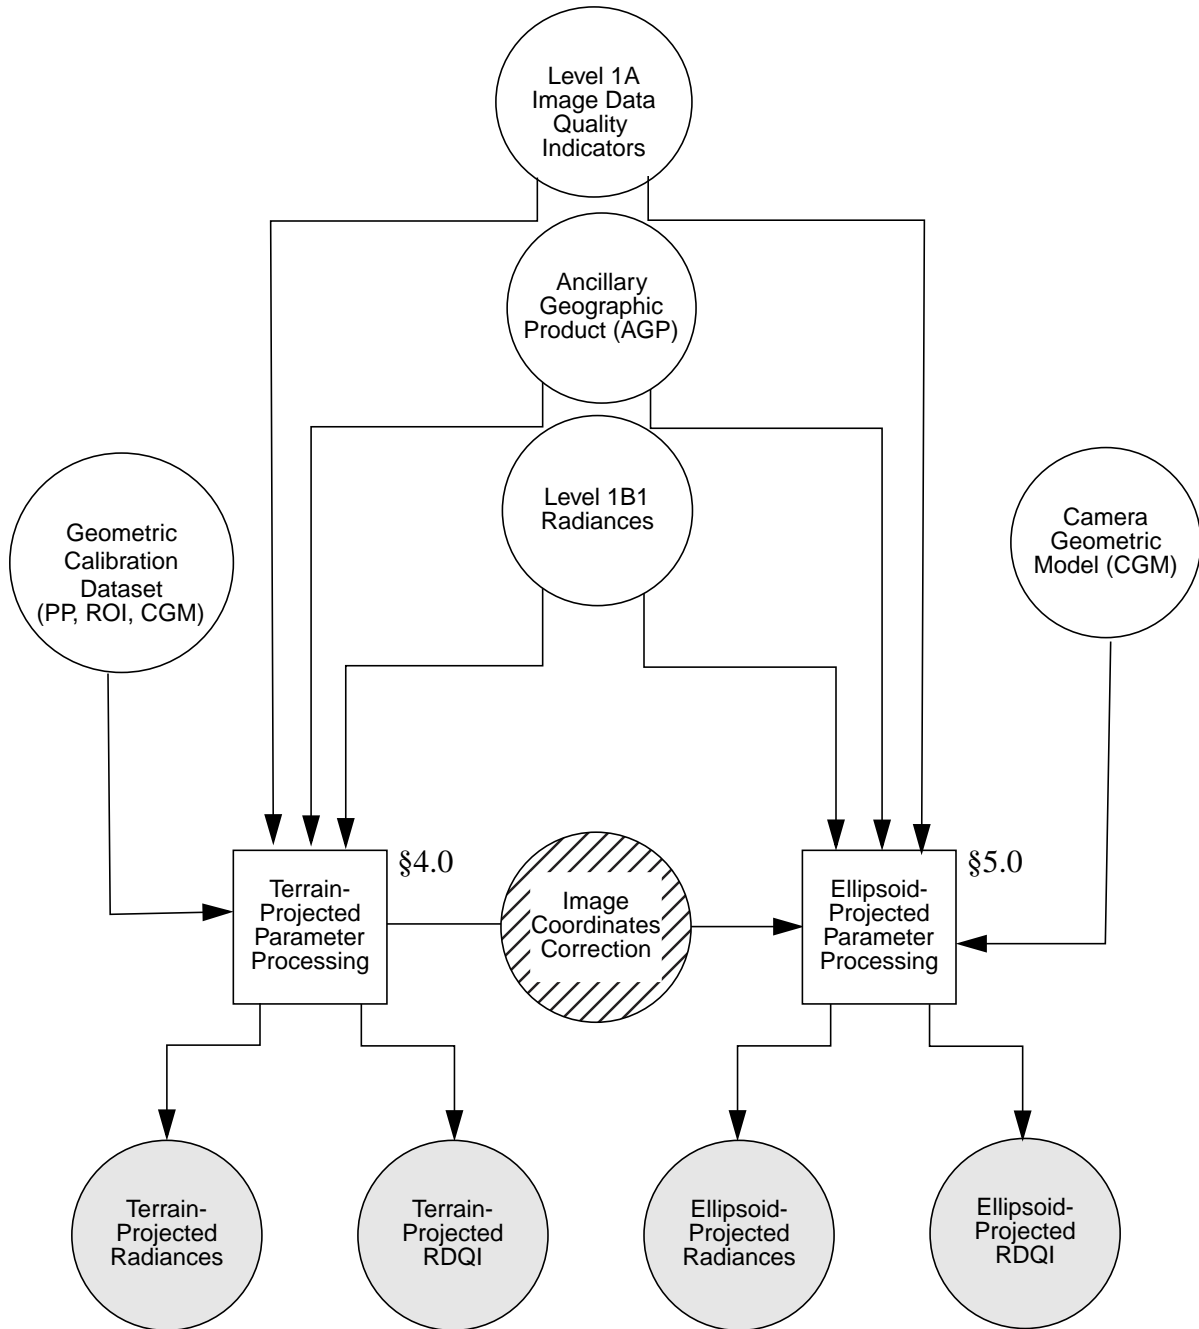 Level 1A
Image Data
Quality
Indicators
Ancillary
Geographic
Product (AGP)
Level 1B1
Radiances
Geometric
Calibration
Dataset
(PP, ROI, CGM)
Camera
Geometric
Model (CGM)
§4.0
Terrain-
Projected
Parameter
Processing
Image
Coordinates
Correction
§5.0
Ellipsoid-
Projected
Parameter
Processing
Terrain-
Projected
Radiances
Terrain-
Projected
RDQI
Ellipsoid-
Projected
Radiances
Ellipsoid-
Projected
RDQI